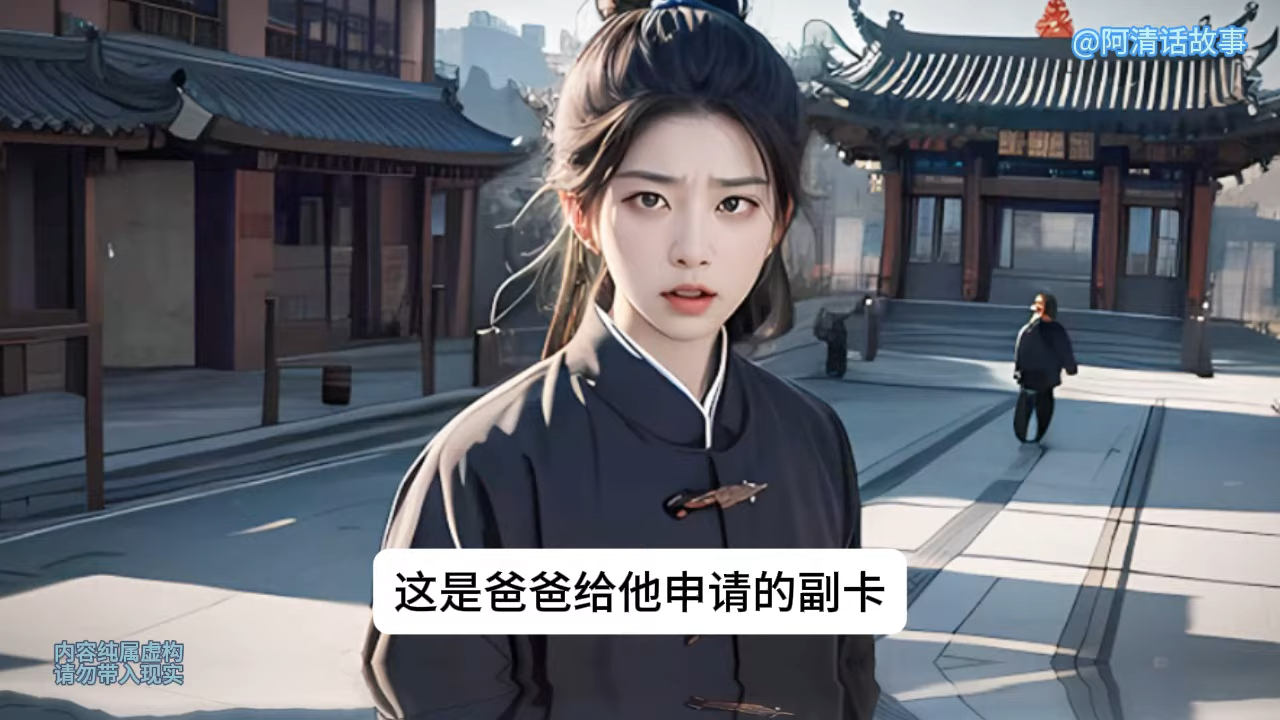 @阿清话故事
这是爸爸给他申请的副卡
内容纯属虚构
请勿带入现实